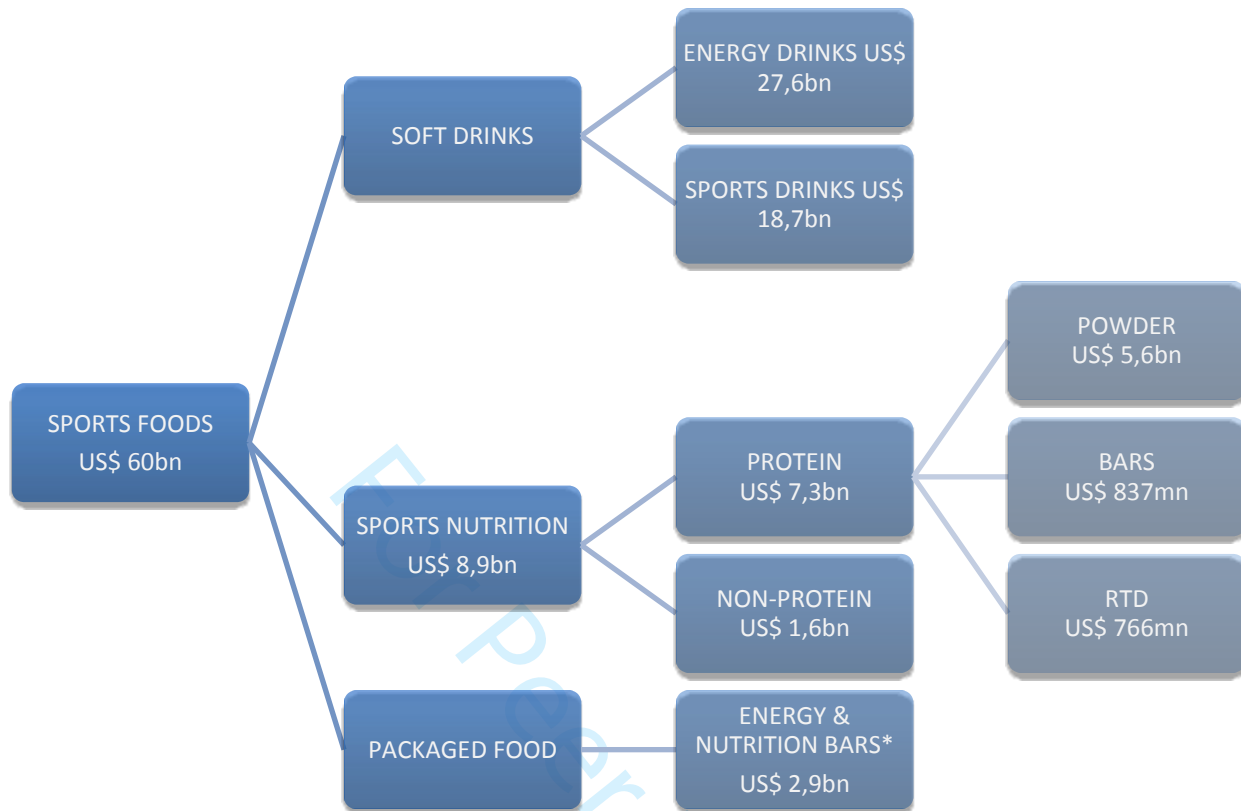 ENERGY DRINKS US$
27,6bn
SOFT DRINKS
SPORTS DRINKS US$
18,7bn
POWDER
US$ 5,6bn
SPORTS FOODS
US$ 60bn
PROTEIN
US$ 7,3bn
BARS
US$ 837mn
SPORTS NUTRITION
US$ 8,9bn
NON-PROTEIN
US$ 1,6bn
RTD
US$ 766mn
PACKAGED FOOD
ENERGY &
NUTRITION BARS*
US$ 2,9bn
For Peer